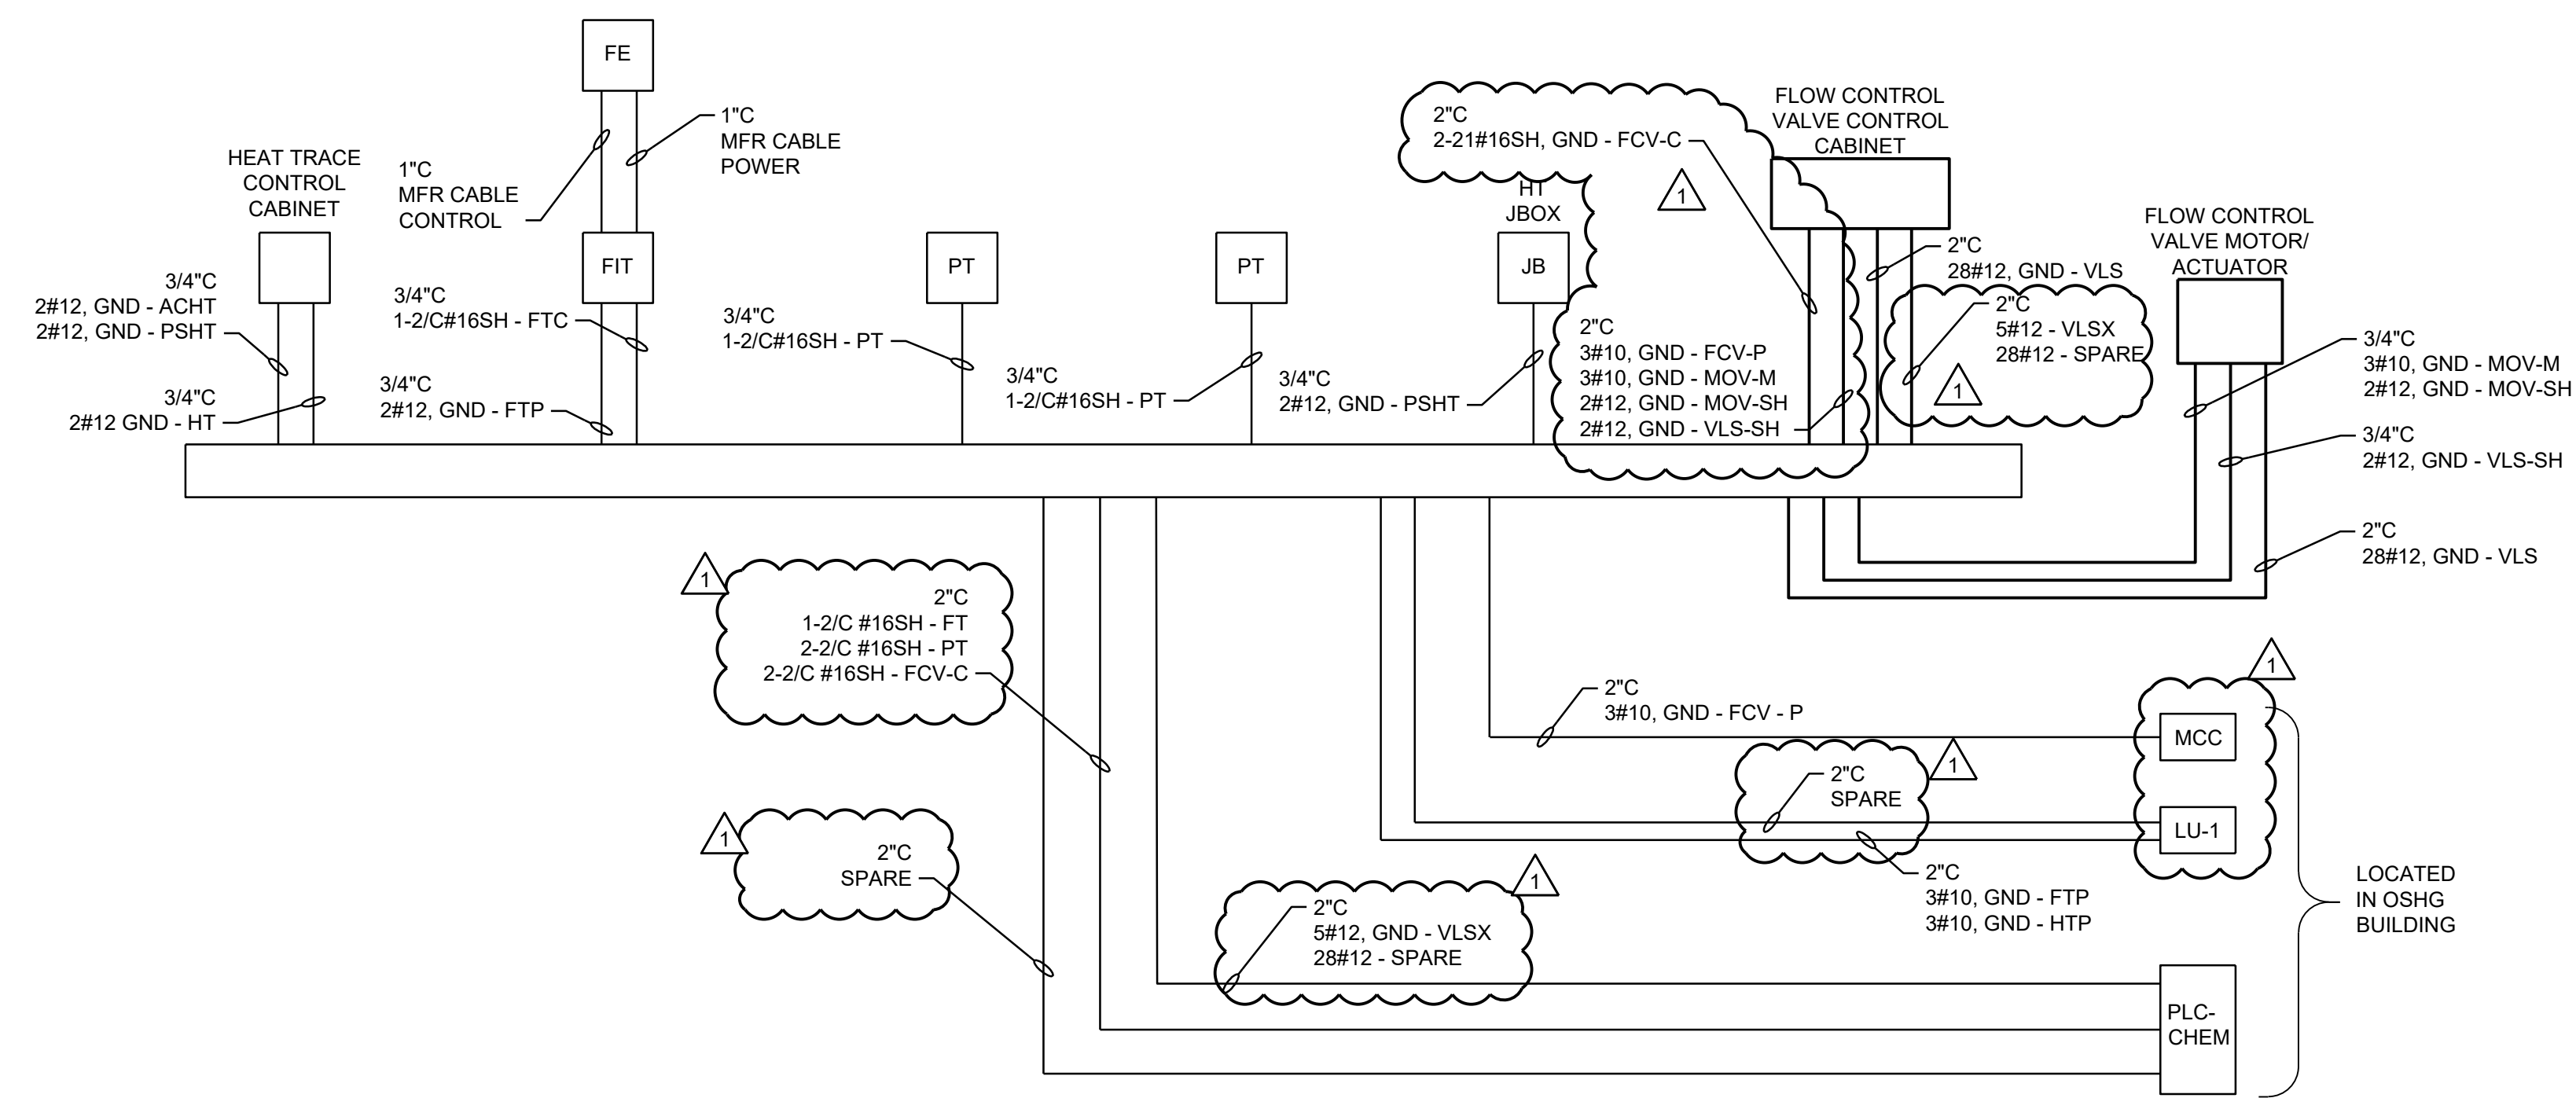 FE
1"C
MFR CABLE
POWER
HEAT TRACE
CONTROL
CABINET
1"C
MFR CABLE
CONTROL
2"C
2-21#16SH, GND - FCV-C
1
FLOW CONTROL
VALVE CONTROL
CABINET
HT
JBOX
FLOW CONTROL
VALVE MOTOR/
ACTUATOR
FIT
PT
PT
JB
3/4"C
2#12, GND - ACHT
2#12, GND - PSHT
3/4"C
2#12 GND - HT
3/4"C
1-2/C#16SH - FTC
3/4"C
2#12, GND - FTP
3/4"C
1-2/C#16SH - PT
3/4"C
1-2/C#16SH - PT
3/4"C
2#12, GND - PSHT
2"C
3#10, GND - FCV-P
3#10, GND - MOV-M
2#12, GND - MOV-SH
2#12, GND - VLS-SH
2"C
28#12, GND - VLS
2"C
5#12 - VLSX
28#12 - SPARE
1
3/4"C
3#10, GND - MOV-M
2#12, GND - MOV-SH
3/4"C
2#12, GND - VLS-SH
2"C
28#12, GND - VLS
1
2"C
1-2/C #16SH - FT
2-2/C #16SH - PT
2-2/C #16SH - FCV-C
2"C
3#10, GND - FCV - P
1
MCC
1
2"C
SPARE
LU-1
1
2"C
SPARE
2"C
3#10, GND - FTP
3#10, GND - HTP
1
2"C
5#12, GND - VLSX
28#12 - SPARE
LOCATED
IN OSHG
BUILDING
PLC-
CHEM